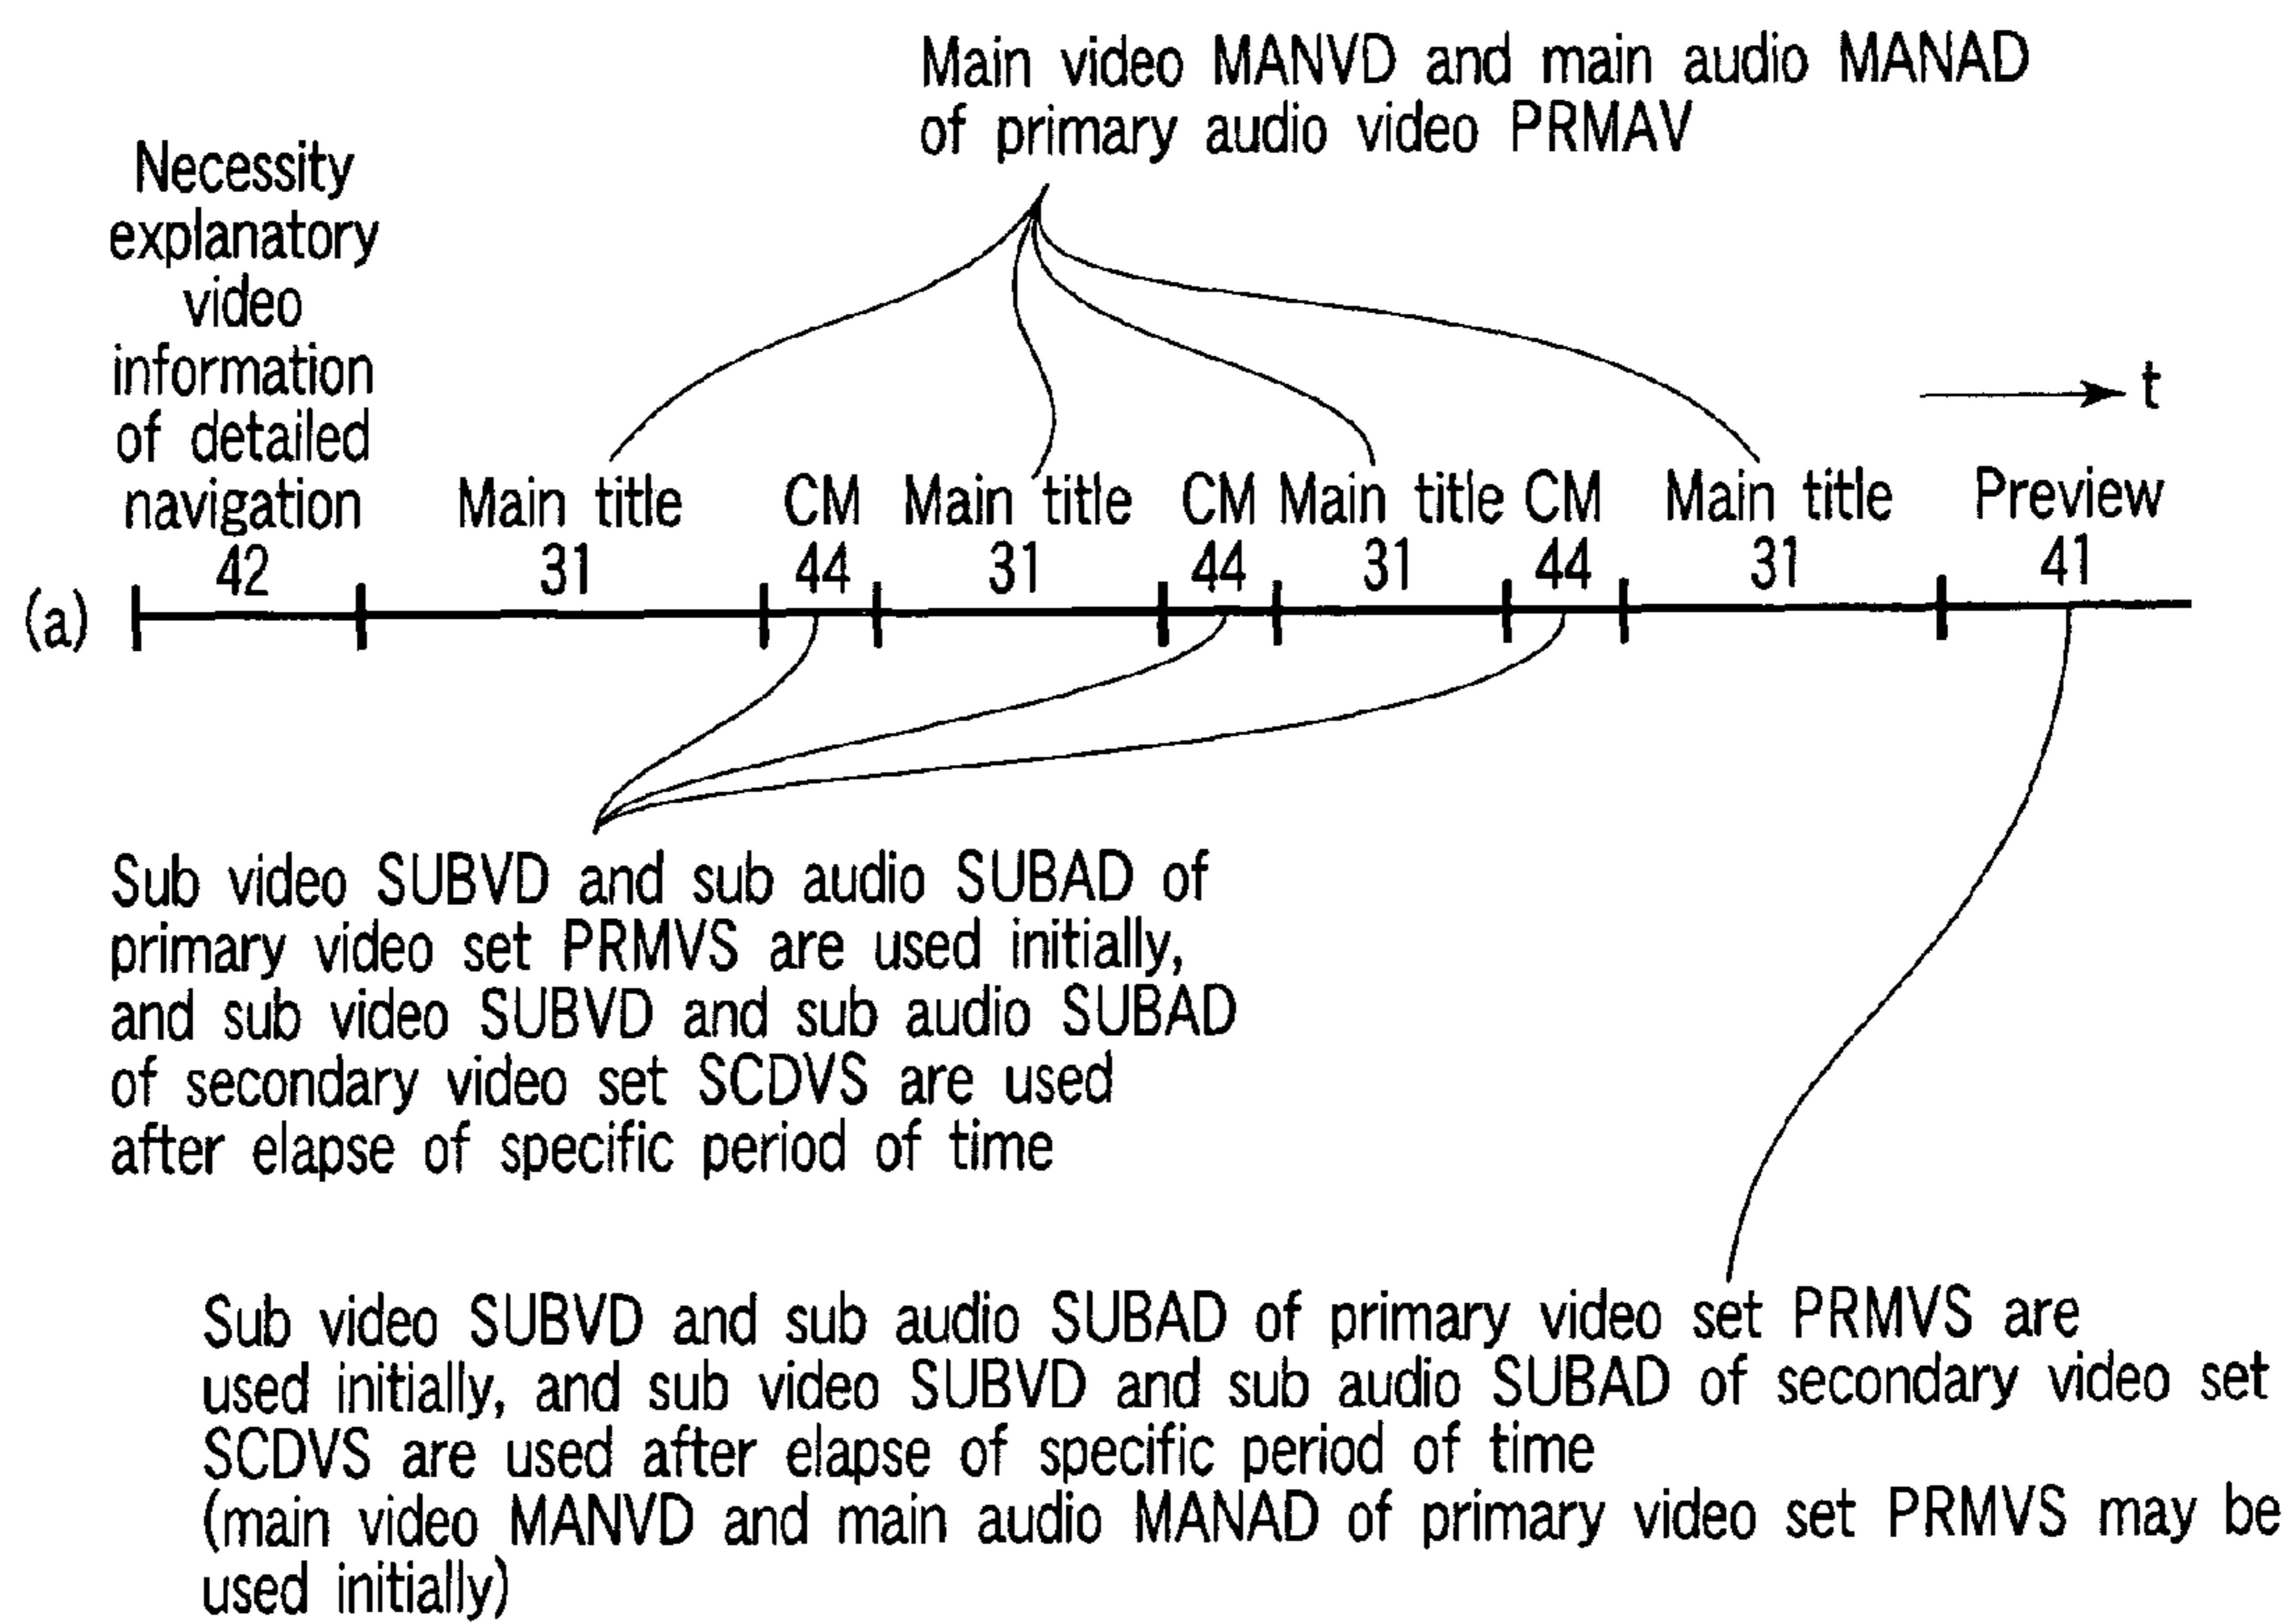 Main video MANVD and main audio MANAD
of primary audio video PRMAV
Necessity
explanatory
video
information
of detailed
navigation
Main title CM Main title CM Main title CM Main title Preview
t
42 31 44 31 44 31 44 31 41
(a)
Sub video SUBVD and sub audio SUBAD of
primary video set PRMVS are used initially,
and sub video SUBVD and sub audio SUBAD
of secondary video set SCDVS are used
after elapse of specific period of time
Sub video SUBVD and sub audio SUBAD of primary video set PRMVS are
used initially, and sub video SUBVD and sub audio SUBAD of secondary video set
SCDVS are used after elapse of specific period of time
(main video MANVD and main audio MANAD of primary video set PRMVS may be
used initially)